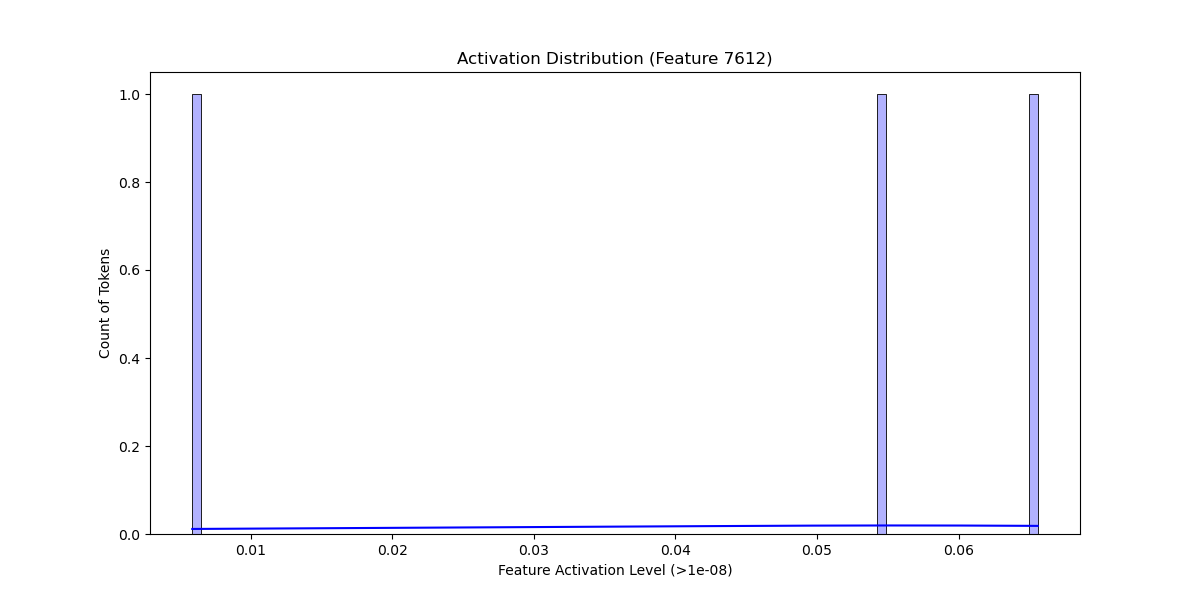 Activation Distribution (Feature 7612)
1.0
0.8
0.6
0.4
0.2
0.0
Count of Tokens
0.01 0.02 0.03 0.04 0.05 0.06
Feature Activation Level (>1e-08)